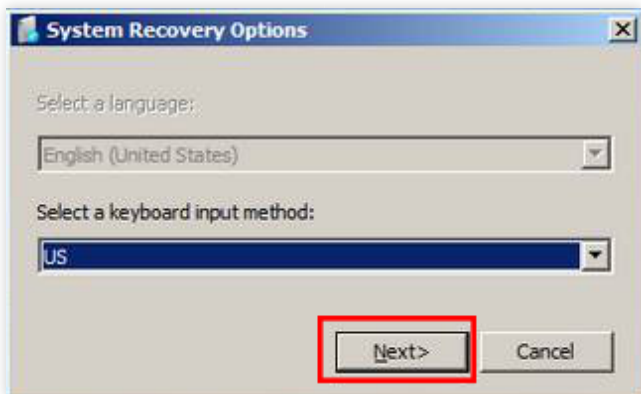 System Recovery Options
Select a language:
English (United States)
Select a keyboard input method:
US
Next>
Cancel